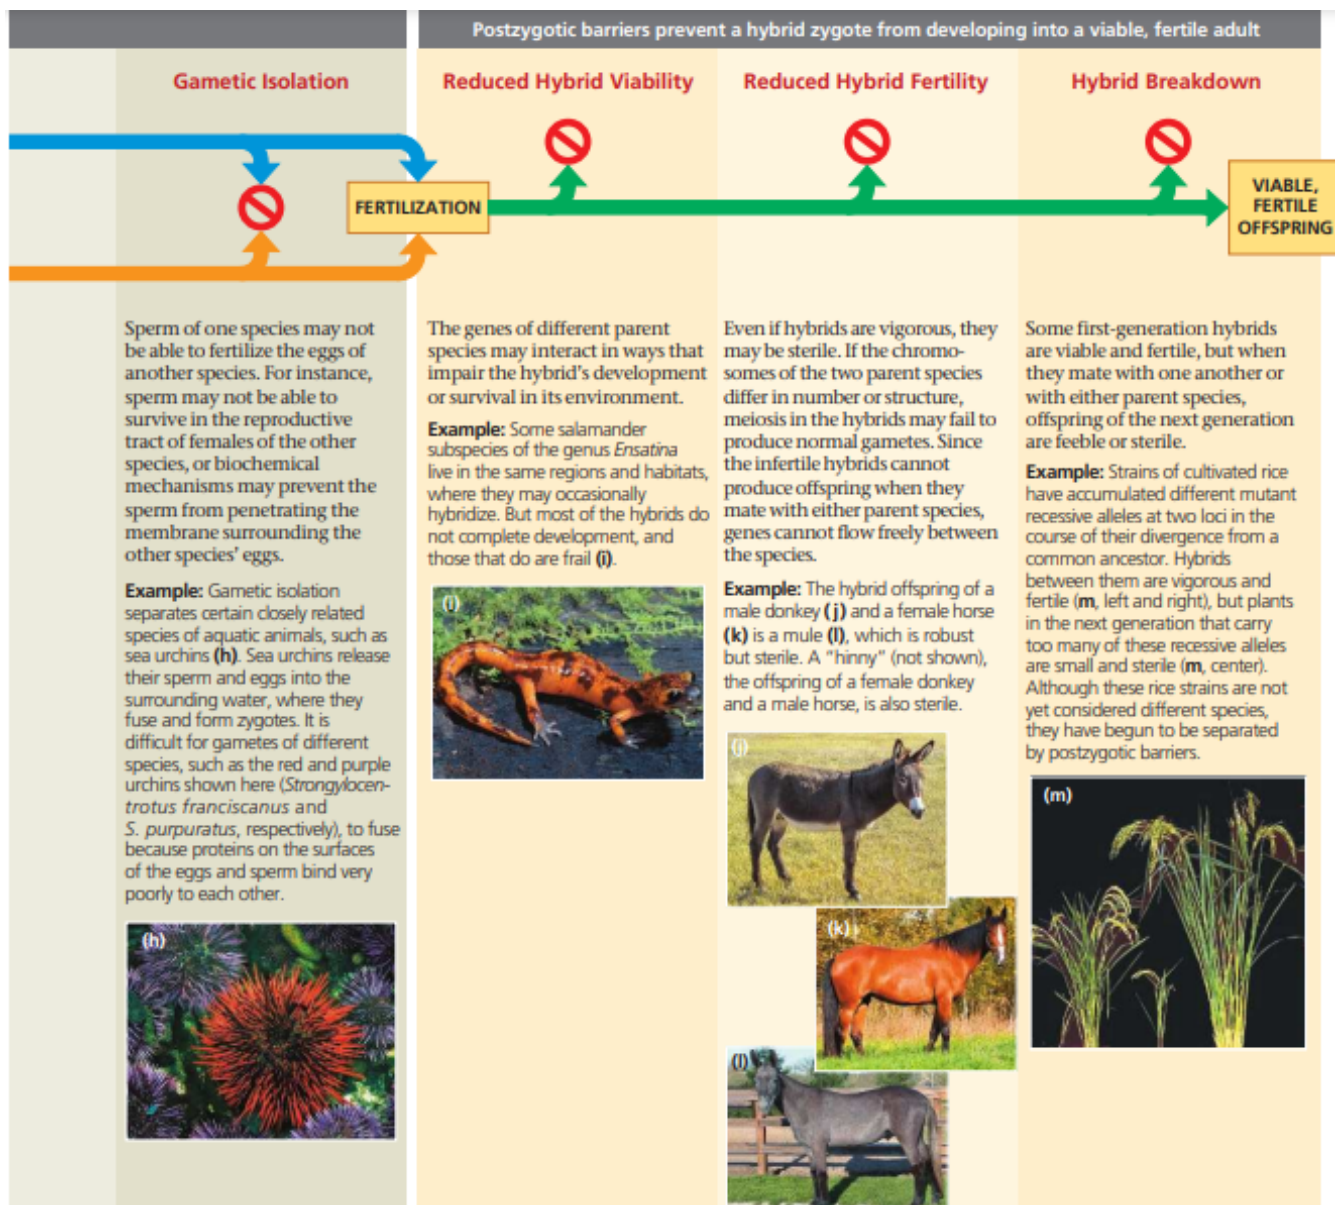 Postzygotic barriers prevent a hybrid zygote from developing into a viable, fertile adult
Gametic Isolation
Reduced Hybrid Viability
Reduced Hybrid Fertility
Hybrid Breakdown
FERTILIZATION
VIABLE,
FERTILE
OFFSPRING
Sperm of one species may not
be able to fertilize the eggs of
another species. For instance,
sperm may not be able to
survive in the reproductive
tract of females of the other
species, or biochemical
mechanisms may prevent the
sperm from penetrating the
membrane surrounding the
other species' eggs.
Example: Gametic isolation
separates certain closely related
species of aquatic animals, such as
sea urchins (h). Sea urchins release
their sperm and eggs into the
surrounding water, where they
fuse and form zygotes. It is
difficult for gametes of different
species, such as the red and purple
urchins shown here (Strongylocen-
trotus franciscanus and
S. purpuratus, respectively), to fuse
because proteins on the surfaces
of the eggs and sperm bind very
poorly to each other.
(h)
The genes of different parent
species may interact in ways that
impair the hybrid's development
or survival in its environment.
Example: Some salamander
subspecies of the genus Ensatina
live in the same regions and habitats,
where they may occasionally
hybridize. But most of the hybrids do
not complete development, and
those that do are frail (i).
(i)
Even if hybrids are vigorous, they
may be sterile. If the chromo-
somes of the two parent species
differ in number or structure,
meiosis in the hybrids may fail to
produce normal gametes. Since
the infertile hybrids cannot
produce offspring when they
mate with either parent species,
genes cannot flow freely between
the species.
Example: The hybrid offspring of a
male donkey (j) and a female horse
(k) is a mule (l), which is robust
but sterile. A "hinny" (not shown),
the offspring of a female donkey
and a male horse, is also sterile.
(j)
(k)
(l)
Some first-generation hybrids
are viable and fertile, but when
they mate with one another or
with either parent species,
offspring of the next generation
are feeble or sterile.
Example: Strains of cultivated rice
have accumulated different mutant
recessive alleles at two loci in the
course of their divergence from a
common ancestor. Hybrids
between them are vigorous and
fertile (m, left and right), but plants
in the next generation that carry
too many of these recessive alleles
are small and sterile (m, center).
Although these rice strains are not
yet considered different species,
they have begun to be separated
by postzygotic barriers.
(m)